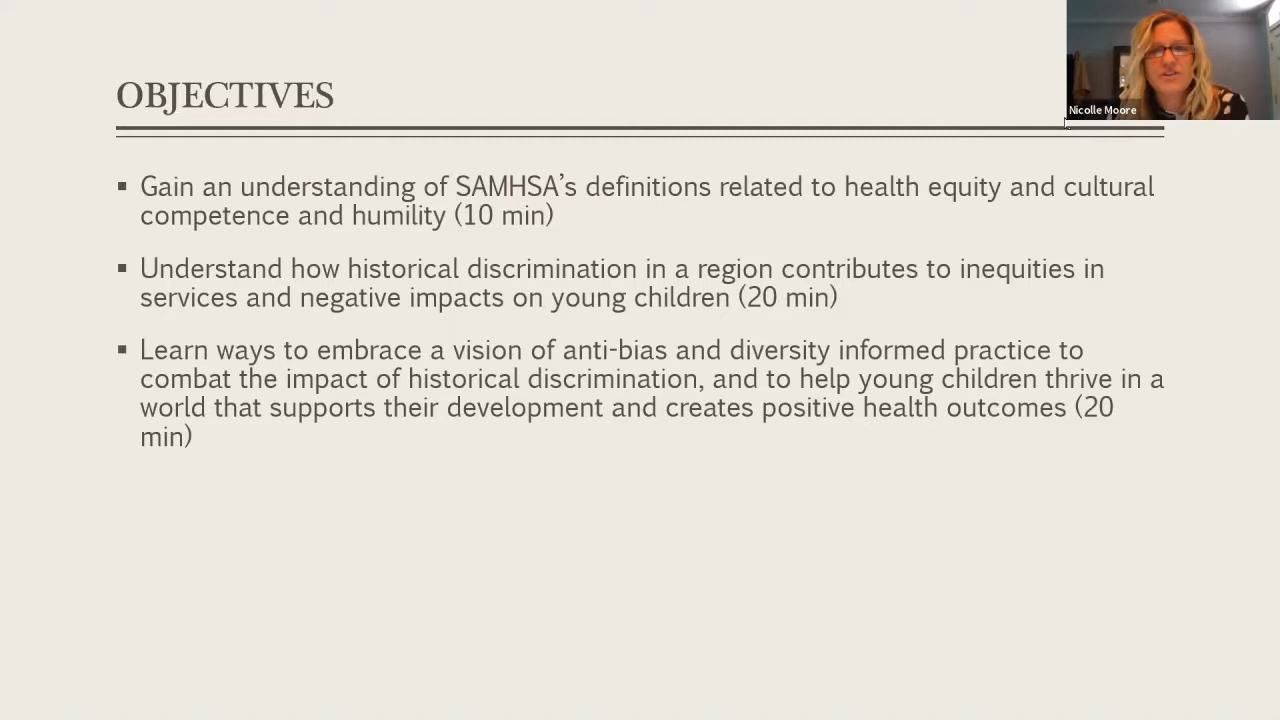 OBJECTIVES
Nicolle Moore
▪ Gain an understanding of SAMHSA’s definitions related to health equity and cultural
competence and humility (10 min)
▪ Understand how historical discrimination in a region contributes to inequities in
services and negative impacts on young children (20 min)
▪ Learn ways to embrace a vision of anti-bias and diversity informed practice to
combat the impact of historical discrimination, and to help young children thrive in a
world that supports their development and creates positive health outcomes (20
min)